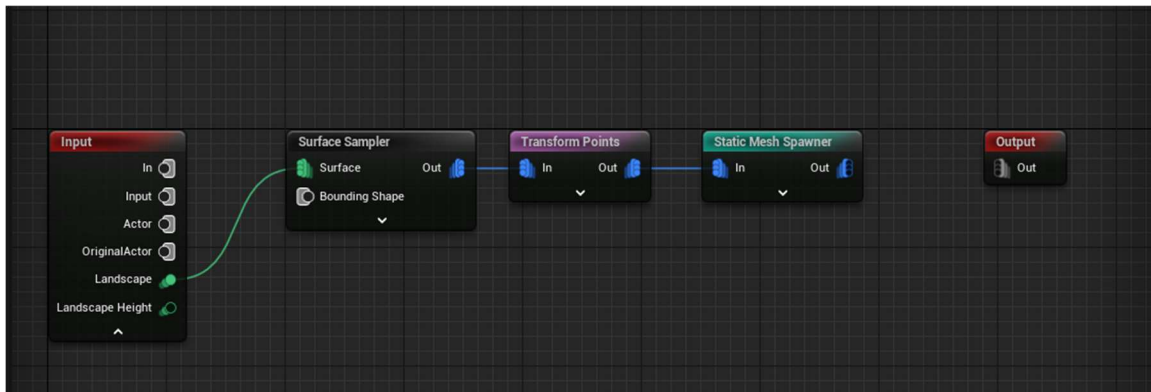 Input
In
Input
Actor
OriginalActor
Landscape
Landscape Height
Surface Sampler
Surface Out
Bounding Shape
Transform Points
In Out
Static Mesh Spawner
In Out
Output
Out